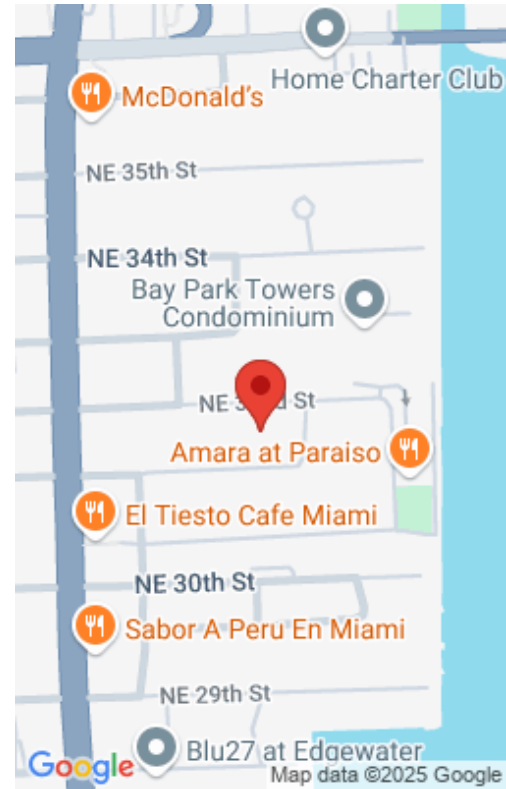 Home Charter Club
McDonald's
NE 35th St
NE 34th St
Bay Park Towers
Condominium
NE 3 d St
Amara at Paraiso
El Tiesto Cafe Miami
NE 30th St
Sabor A Peru En Miami
NE 29th St
Blu27 at Edgewater
Google
Map data ©2025 Google